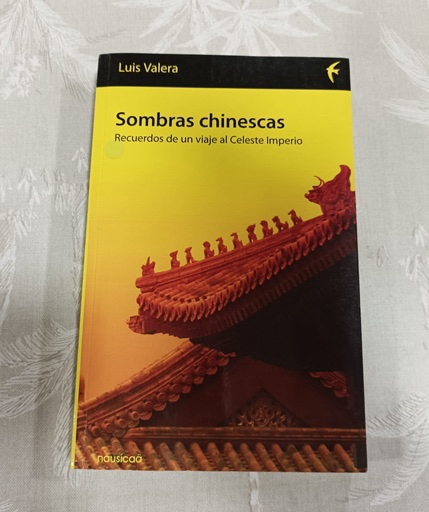 Luis Valera
Sombras chinescas
Recuerdos de un viaje al Celeste Imperio
nausicaä